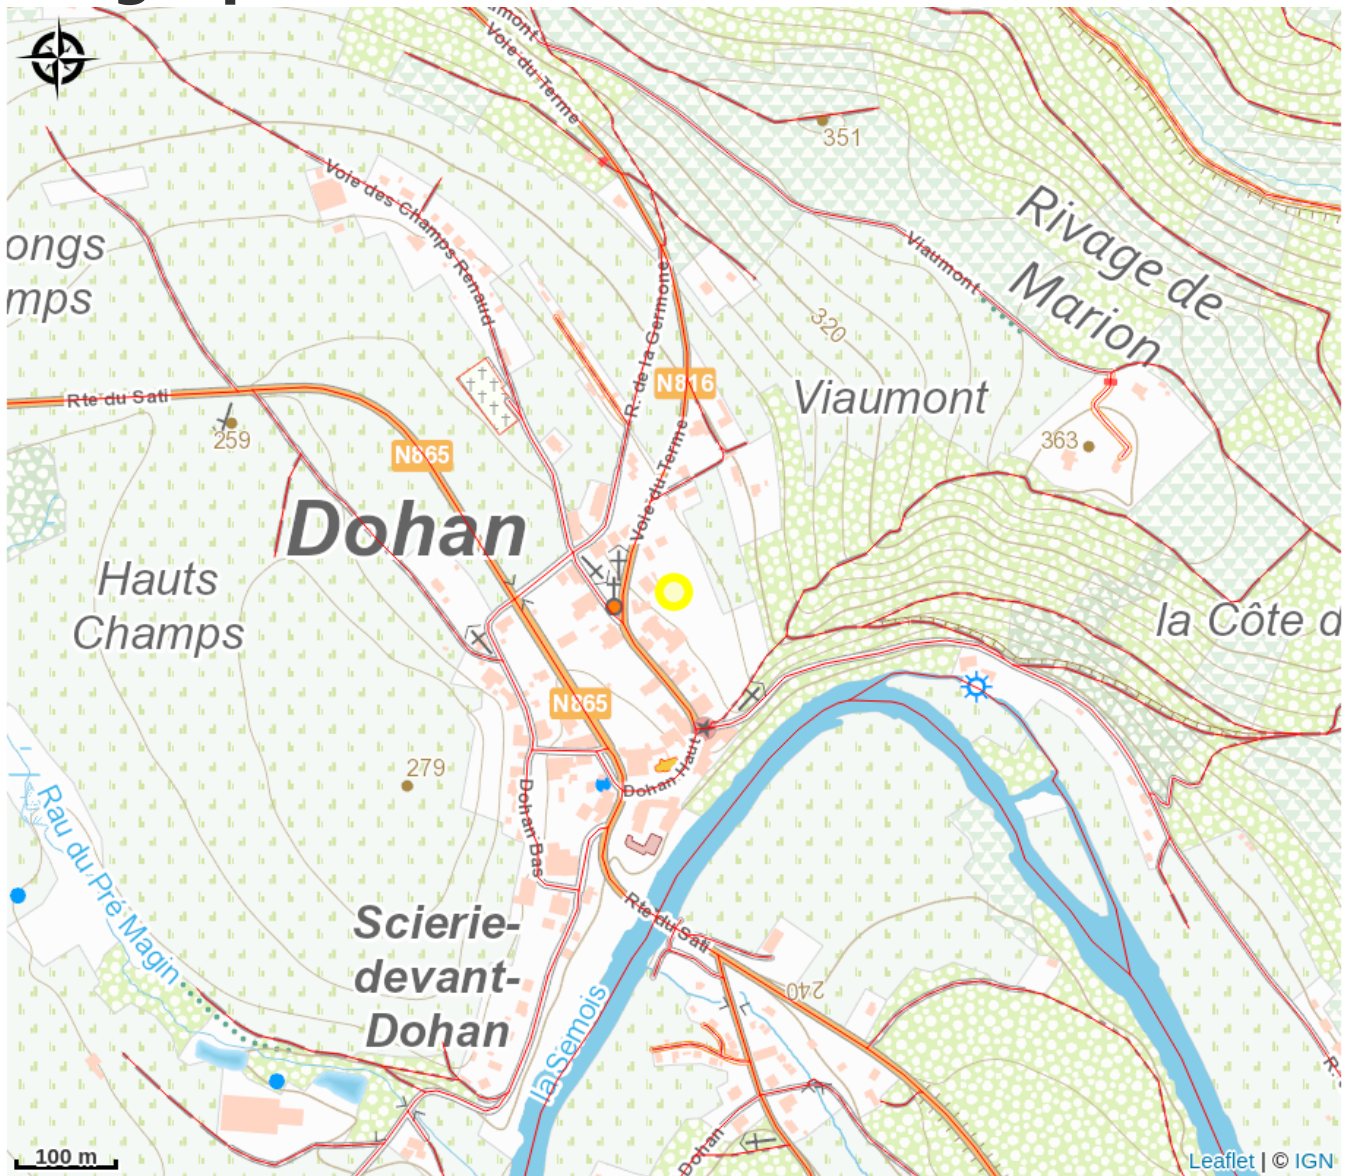 aumont
Voie du Terme
351
Voie des Champs Renaud
Rivage de
Marion
ongs
mps
Viaumont
R. de la Germone
320
N816
Rte du Sati
Viaumont
259
N865
363
Voie du Terme
Dohan
Hauts
Champs
la Côte d
N865
Dohan Haut
279
Dohan Bas
Rau du Pré Magin
Rte du Sati
Scierie-
devant-
Dohan
240
la Semois
R.
Dohan
100 m
Leaflet | © IGN